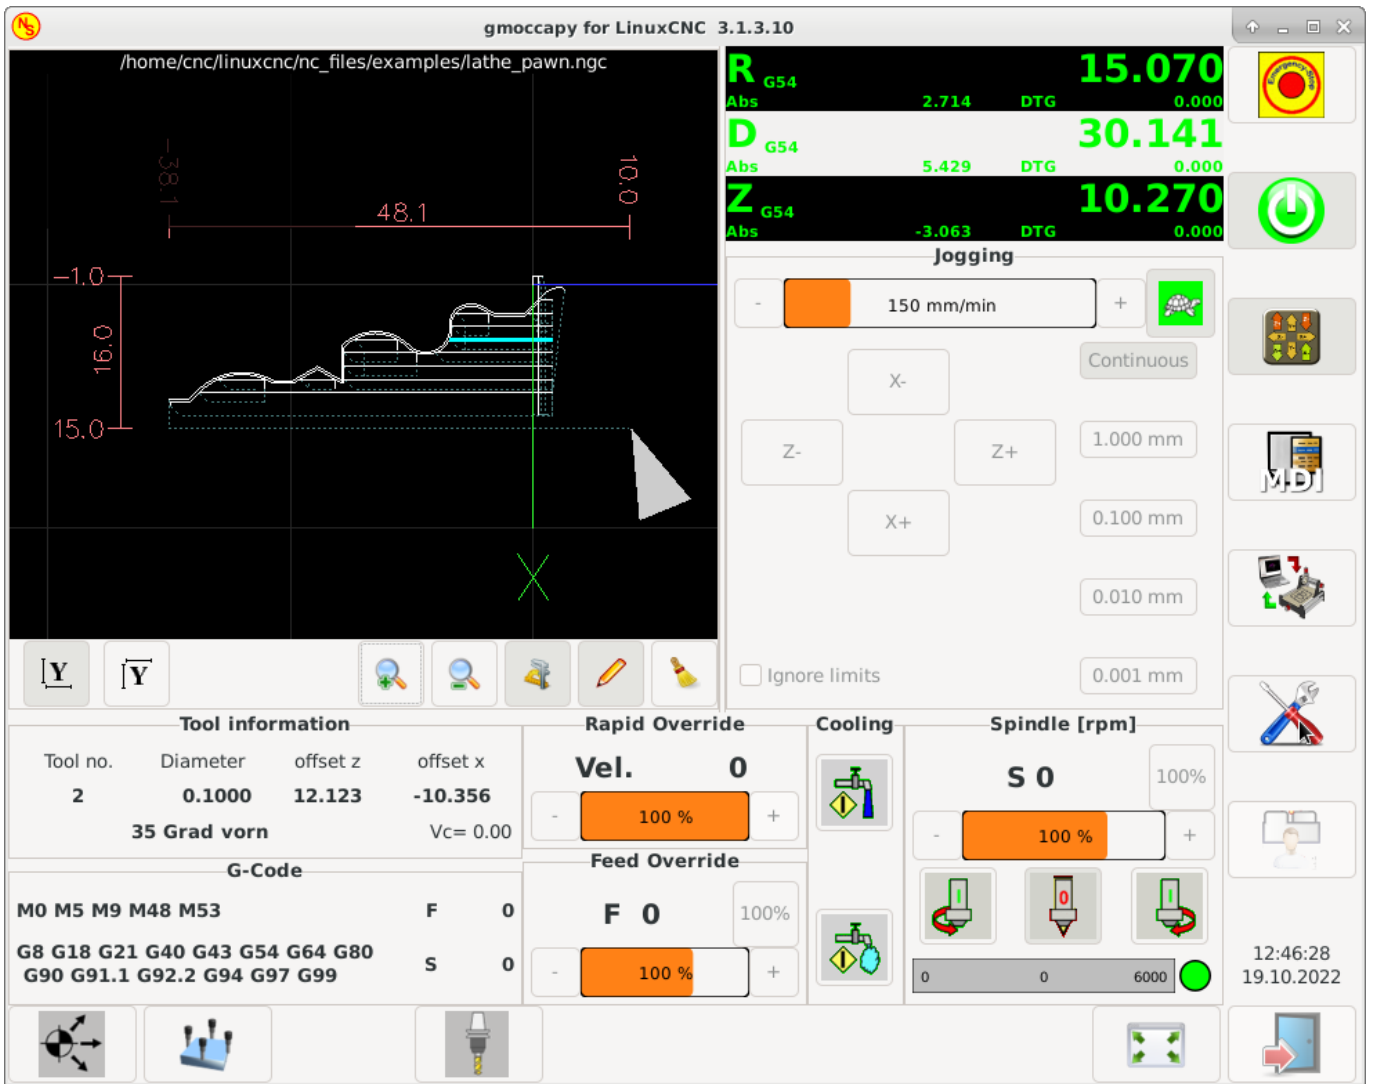 NS
gmoccapy for LinuxCNC 3.1.3.10
/home/cnc/linuxcnc/nc_files/examples/lathe_pawn.ngc
-38.1
10.0
48.1
-1.0
16.0
15.0
X
R G54 15.070
Abs 2.714 DTG 0.000
D G54 30.141
Abs 5.429 DTG 0.000
Z G54 10.270
Abs -3.063 DTG 0.000
Emergency-Stop
Jogging
- 150 mm/min +
Continuous
X-
1.000 mm
Z- Z+
0.100 mm
X+
0.010 mm
Ignore limits
0.001 mm
MDI
Y Y
Tool information
Tool no. Diameter offset z offset x
2 0.1000 12.123 -10.356
35 Grad vorn Vc= 0.00
G-Code
M0 M5 M9 M48 M53 F 0
G8 G18 G21 G40 G43 G54 G64 G80
G90 G91.1 G92.2 G94 G97 G99
S 0
Rapid Override
Vel. 0
- 100 % +
Feed Override
F 0 100%
- 100 % +
Cooling
I
I
Spindle [rpm]
S 0 100%
- 100 % +
I 0 I
0 0 6000
12:46:28
19.10.2022